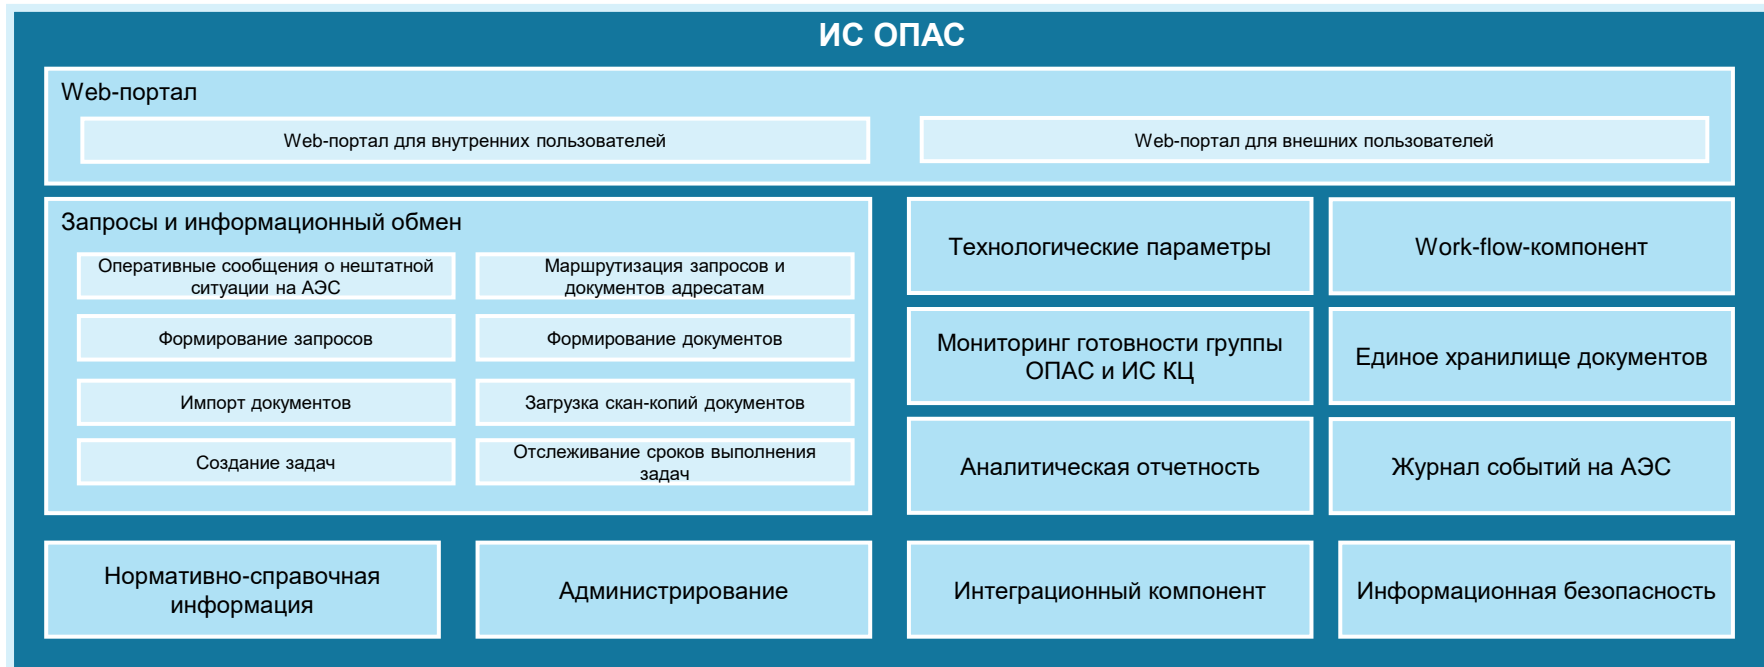 ИС ОПАС
Web-портал
Web-портал для внутренних пользователей
Web-портал для внешних пользователей
Запросы и информационный обмен
Оперативные сообщения о нештатной
ситуации на АЭС
Маршрутизация запросов и
документов адресатам
Формирование запросов
Формирование документов
Импорт документов
Загрузка скан-копий документов
Создание задач
Отслеживание сроков выполнения
задач
Технологические параметры
Work-flow-компонент
Мониторинг готовности группы
ОПАС и ИС КЦ
Единое хранилище документов
Аналитическая отчетность
Журнал событий на АЭС
Нормативно-справочная
информация
Администрирование
Интеграционный компонент
Информационная безопасность